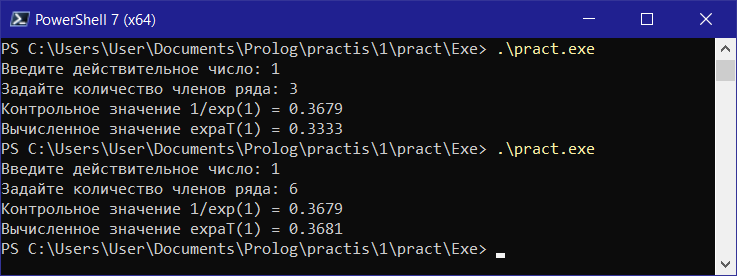 PowerShell 7 (x64)
PS C:\Users\User\Documents\Prolog\practis\1\pract\Exe> .\pract.exe
Введите действительное число: 1
Задайте количество членов ряда: 3
Контрольное значение 1/exp(1) = 0.3679
Вычисленное значение expaT(1) = 0.3333
PS C:\Users\User\Documents\Prolog\practis\1\pract\Exe> .\pract.exe
Введите действительное число: 1
Задайте количество членов ряда: 6
Контрольное значение 1/exp(1) = 0.3679
Вычисленное значение expaT(1) = 0.3681
PS C:\Users\User\Documents\Prolog\practis\1\pract\Exe>